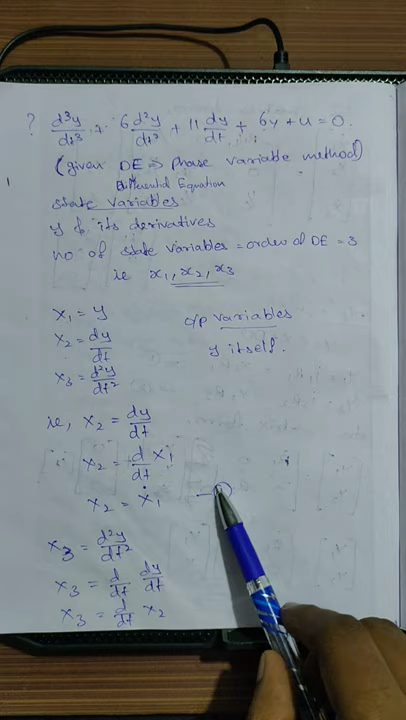 ? d³y/dt³ + 6 d²y/dt² + 11 dy/dt + 6y + u = 0.
(given DE ⇒ Phase Variable method)
Differential Equation
State Variables
y & its derivatives
no of state variables = order of DE = 3
ie x₁, x₂, x₃
x₁ = y
o/p Variables
x₂ = dy/dt
y itself.
x₃ = d²y/dt²
ie, x₂ = dy/dt
x₂ = d/dt x₁
x₂ = ẋ₁ —①
x₃ = d²y/dt²
x₃ = d/dt dy/dt
x₃ = d/dt x₂